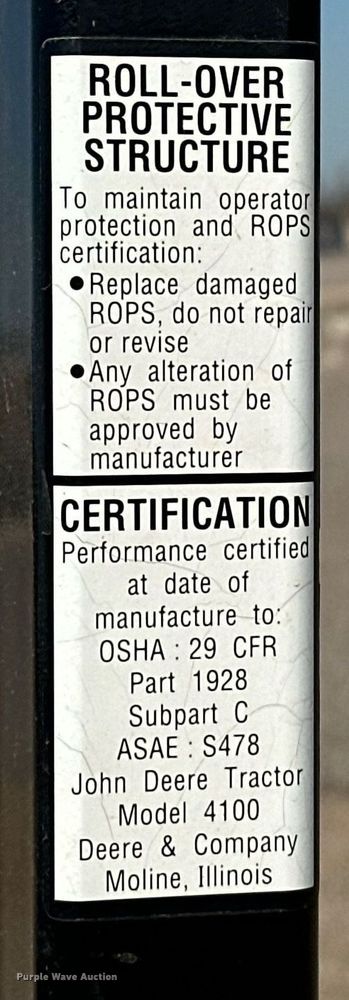 ROLL-OVER
PROTECTIVE
STRUCTURE
To maintain operator
protection and ROPS
certification:
●Replace damaged
ROPS, do not repair
or revise
●Any alteration of
ROPS must be
approved by
manufacturer
CERTIFICATION
Performance certified
at date of
manufacture to:
OSHA : 29 CFR
Part 1928
Subpart C
ASAE : S478
John Deere Tractor
Model 4100
Deere & Company
Moline, Illinois
Purple Wave Auction